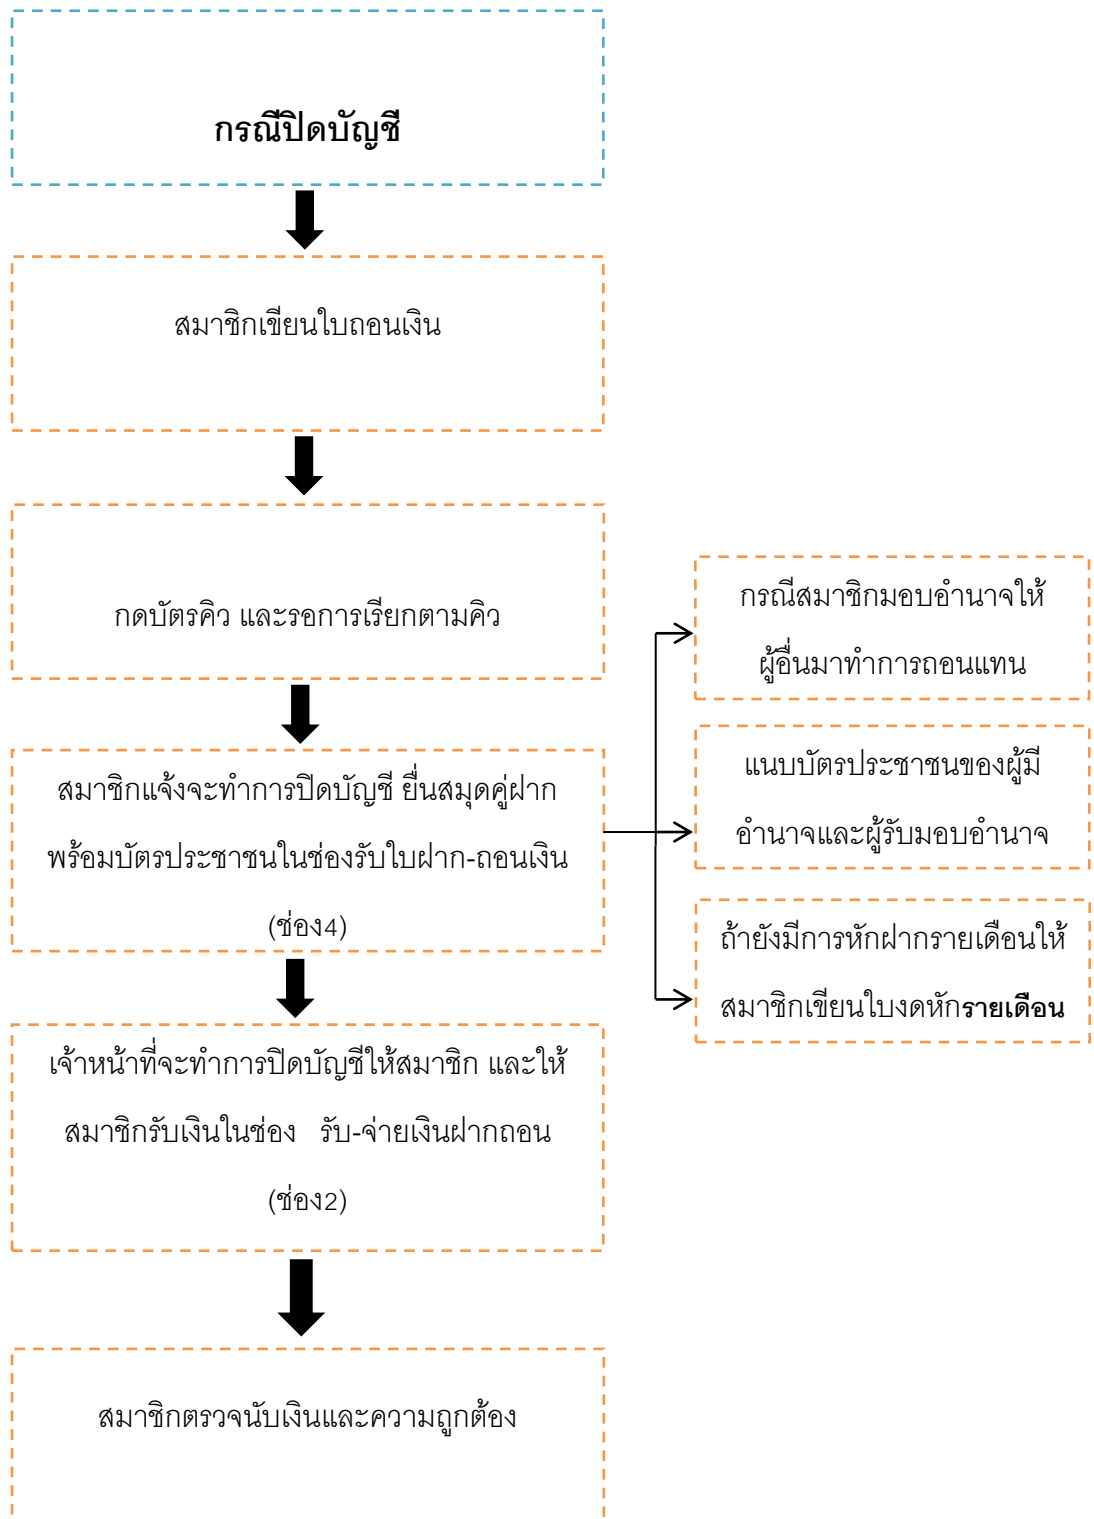 กรณีปิดบัญชี
สมาชิกเขียนใบถอนเงิน
กดบัตรคิว และรอการเรียกตามคิว
สมาชิกแจ้งจะทำการปิดบัญชี ยื่นสมุดคู่ฝาก
พร้อมบัตรประชาชนในช่องรับใบฝาก-ถอนเงิน
(ช่อง4)
กรณีสมาชิกมอบอำนาจให้
ผู้อื่นมาทำการถอนแทน
แนบบัตรประชาชนของผู้มี
อำนาจและผู้รับมอบอำนาจ
ถ้ายังมีการหักฝากรายเดือนให้
สมาชิกเขียนใบงดหักรายเดือน
เจ้าหน้าที่จะทำการปิดบัญชีให้สมาชิก และให้
สมาชิกรับเงินในช่อง รับ-จ่ายเงินฝากถอน
(ช่อง2)
สมาชิกตรวจนับเงินและความถูกต้อง